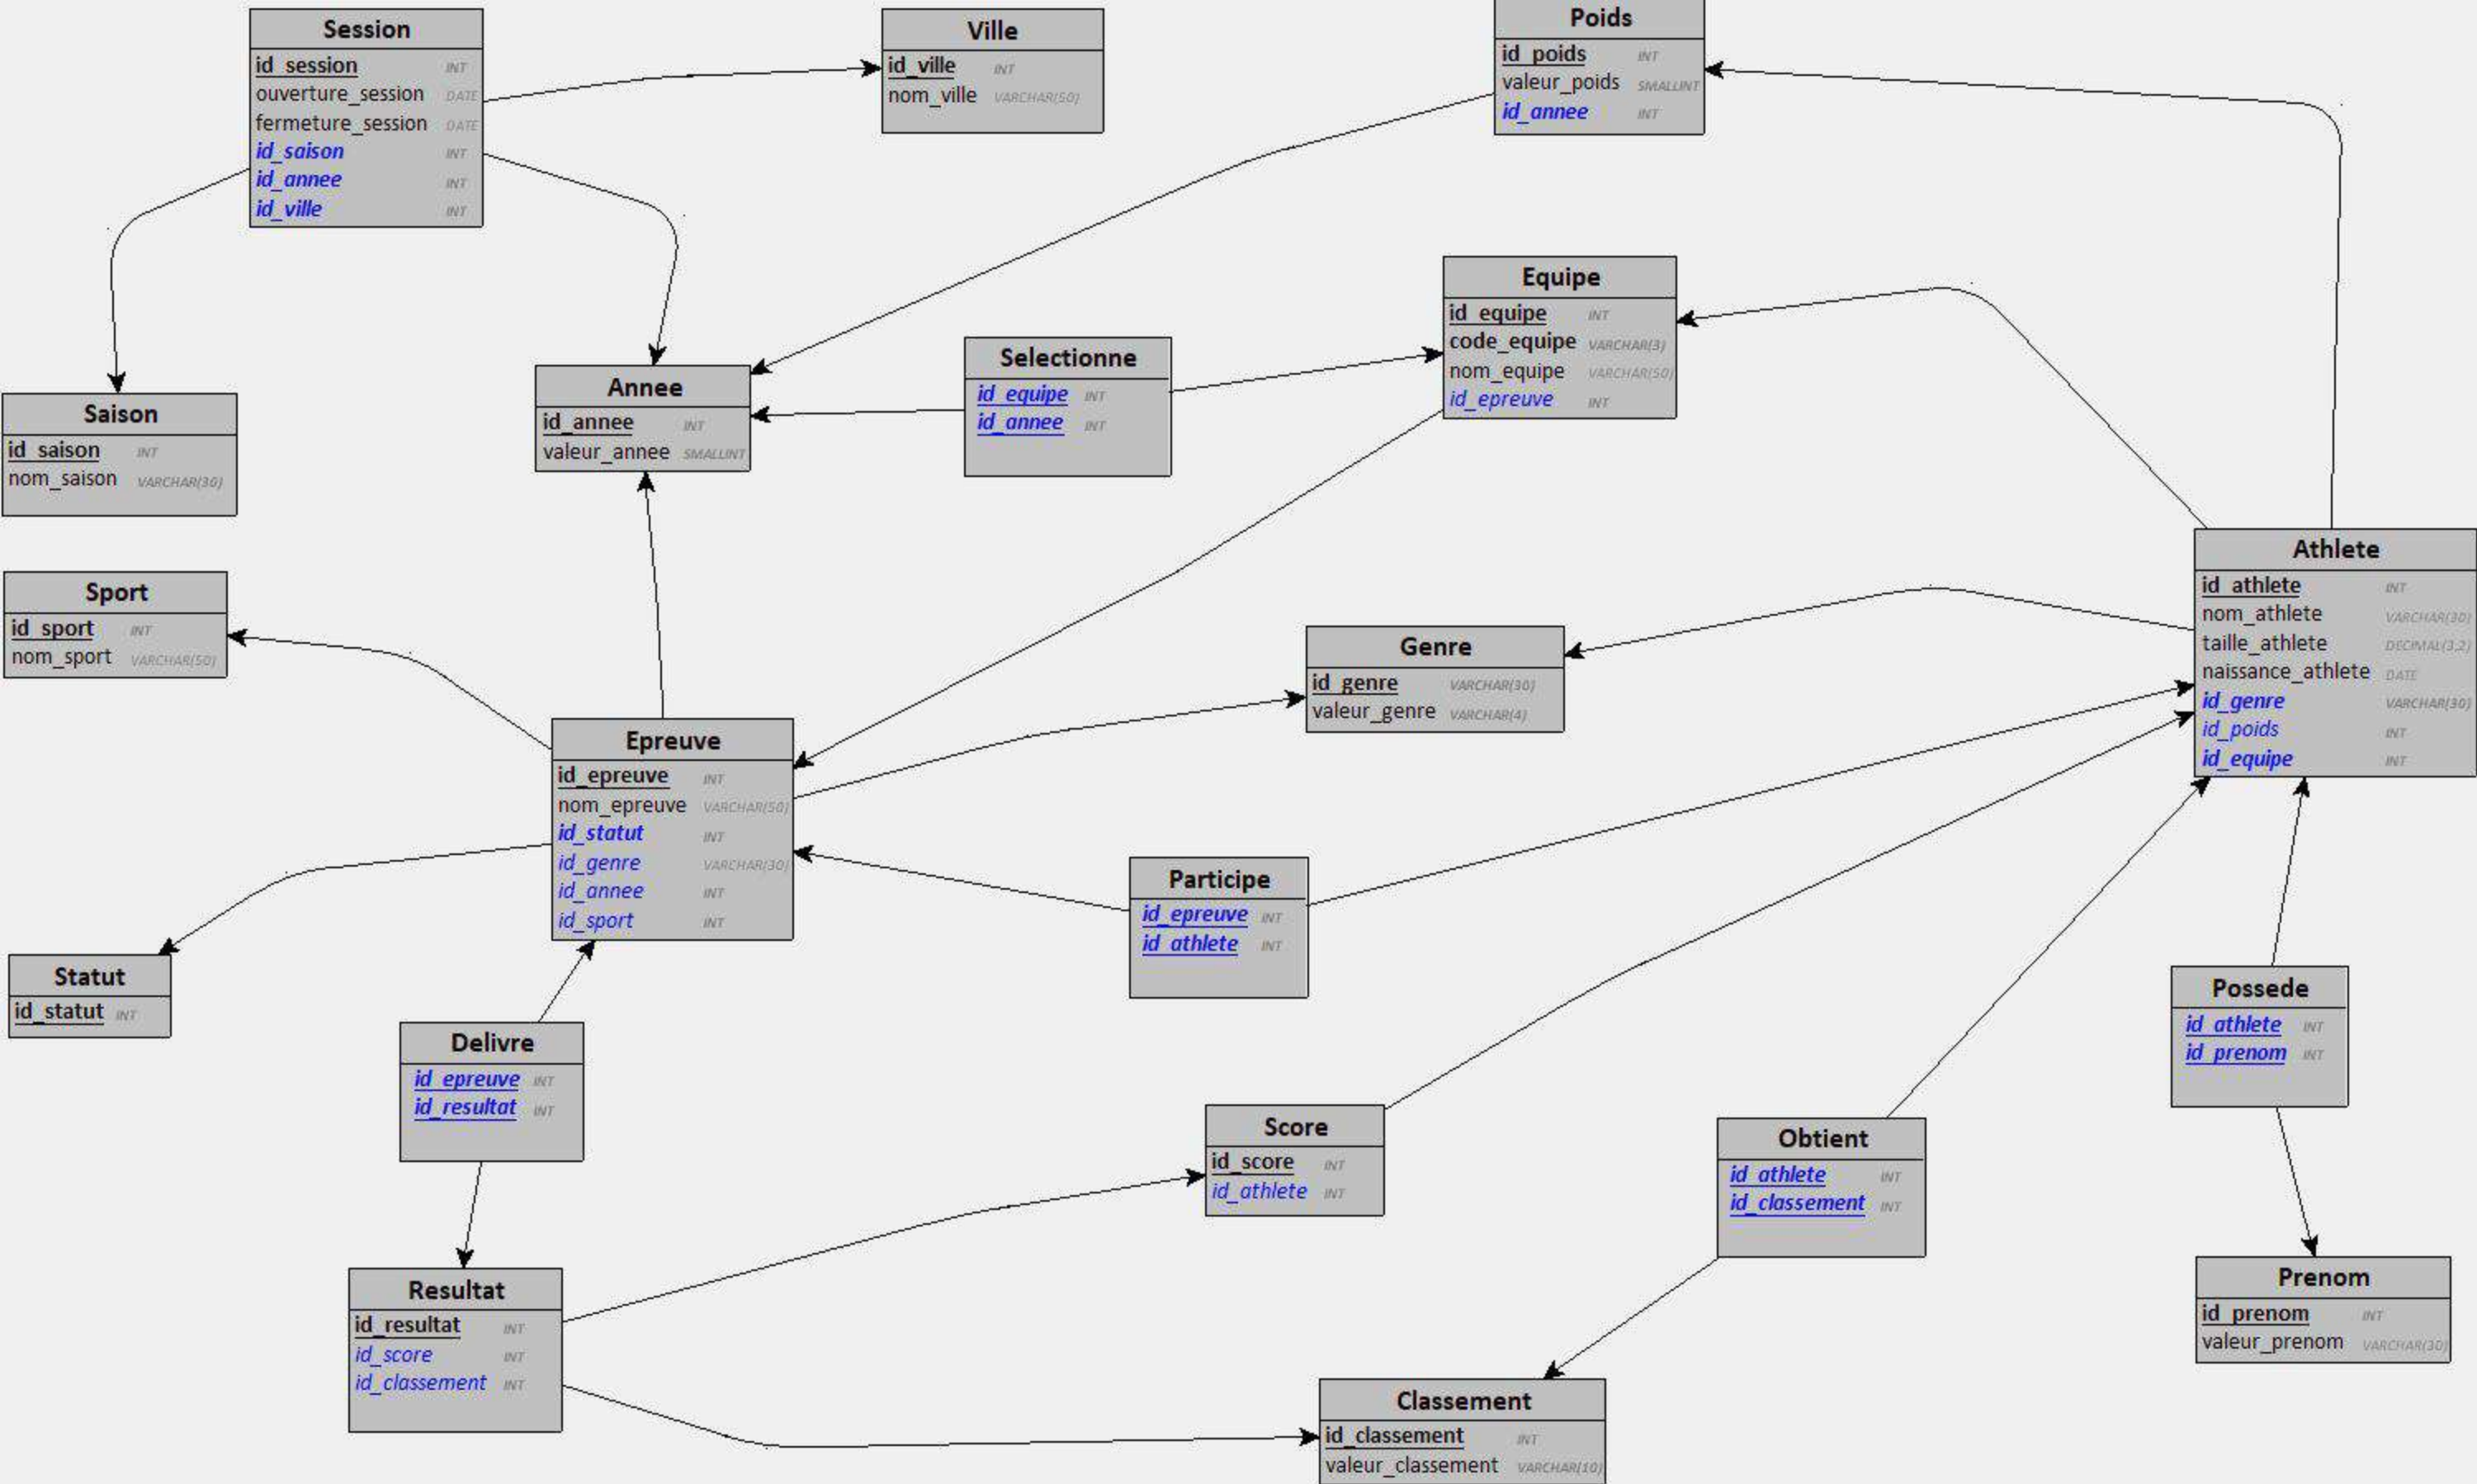 Session
id_session INT
ouverture_session DATE
fermeture_session DATE
id_saison INT
id_annee INT
id_ville INT
Ville
id_ville INT
nom_ville VARCHAR(50)
Poids
id_poids INT
valeur_poids SMALLINT
id_annee INT
Equipe
id_equipe INT
code_equipe VARCHAR(3)
nom_equipe VARCHAR(50)
id_epreuve INT
Selectionne
id_equipe INT
id_annee INT
Annee
id_annee INT
valeur_annee SMALLINT
Saison
id_saison INT
nom_saison VARCHAR(30)
Sport
id_sport INT
nom_sport VARCHAR(50)
Genre
id_genre VARCHAR(30)
valeur_genre VARCHAR(4)
Athlete
id_athlete INT
nom_athlete VARCHAR(30)
taille_athlete DECIMAL(3,2)
naissance_athlete DATE
id_genre VARCHAR(30)
id_poids INT
id_equipe INT
Epreuve
id_epreuve INT
nom_epreuve VARCHAR(50)
id_statut INT
id_genre VARCHAR(30)
id_annee INT
id_sport INT
Participe
id_epreuve INT
id_athlete INT
Statut
id_statut INT
Delivre
id_epreuve INT
id_resultat INT
Possede
id_athlete INT
id_prenom INT
Score
id_score INT
id_athlete INT
Obtient
id_athlete INT
id_classement INT
Resultat
id_resultat INT
id_score INT
id_classement INT
Prenom
id_prenom INT
valeur_prenom VARCHAR(30)
Classement
id_classement INT
valeur_classement VARCHAR(10)